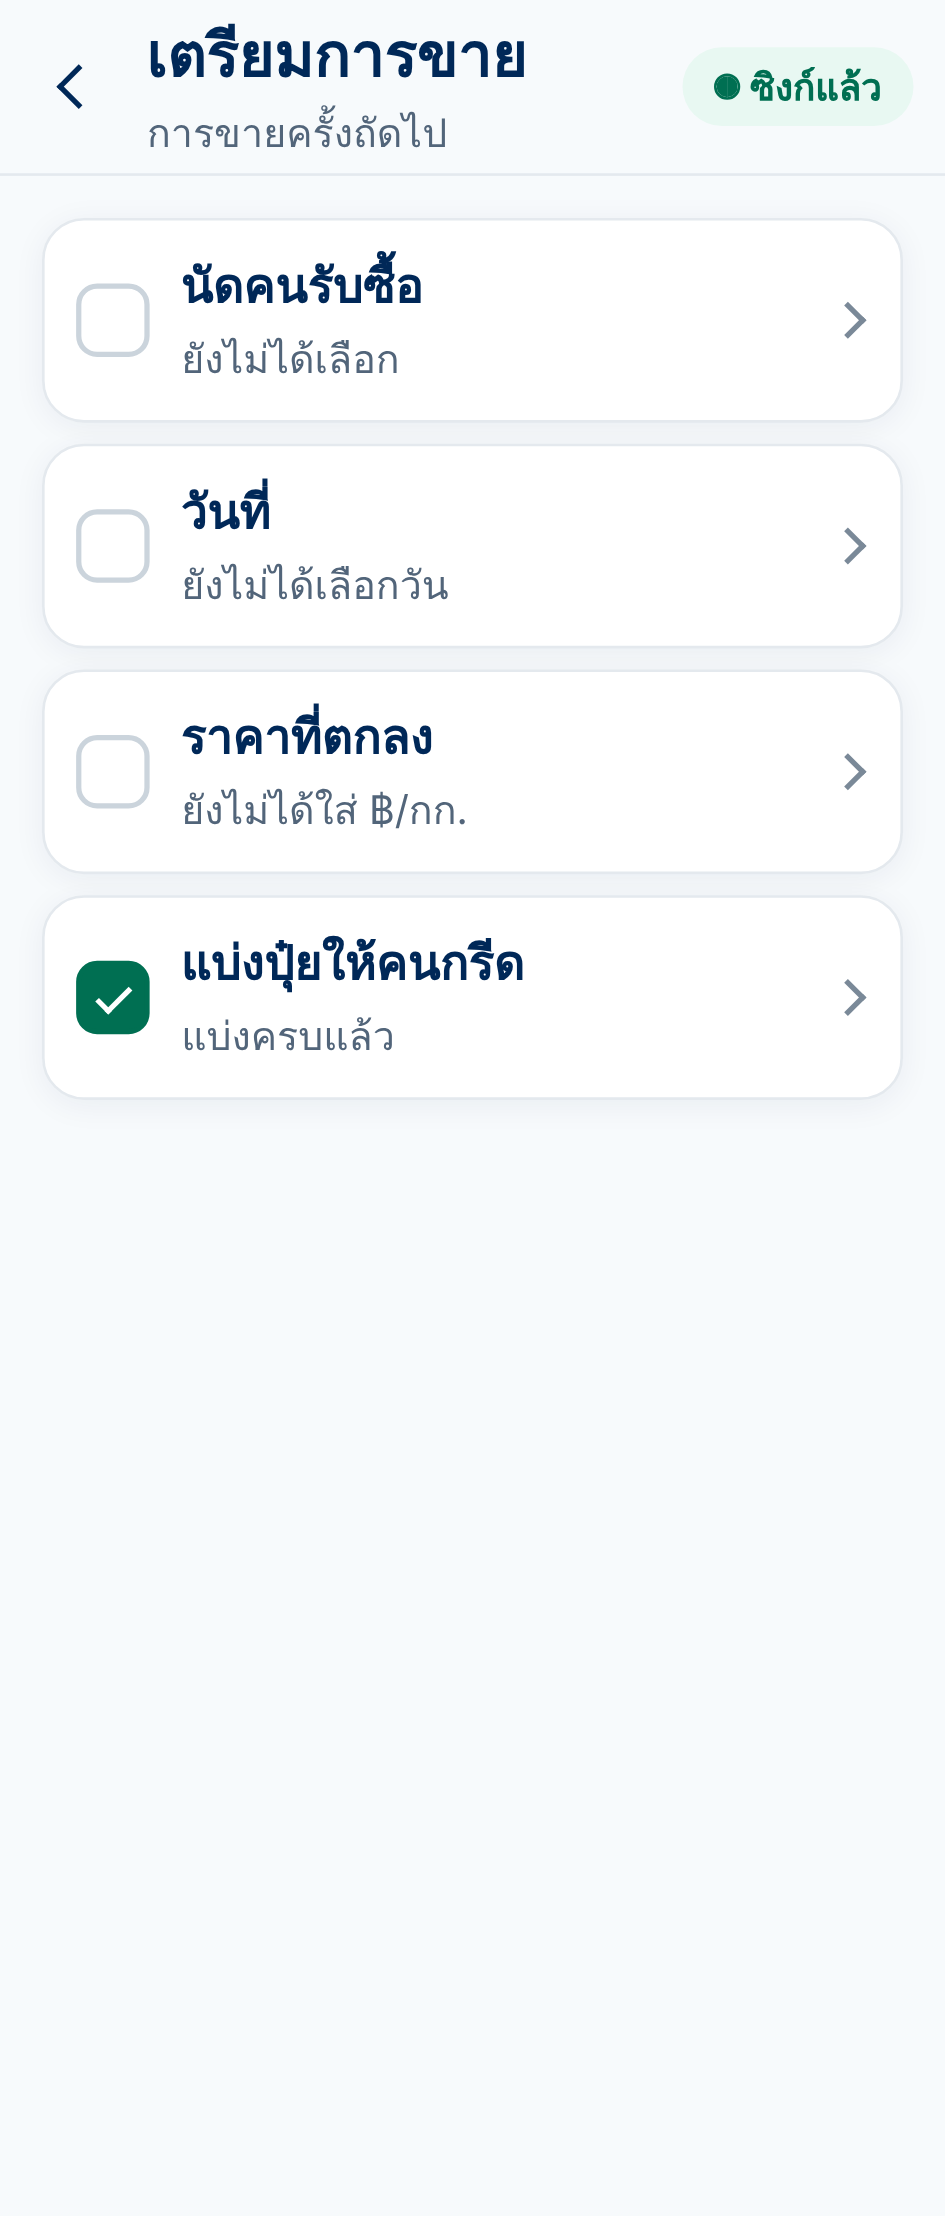 เตรียมการขาย
การขายครั้งถัดไป
ซิงก์แล้ว
นัดคนรับซื้อ
ยังไม่ได้เลือก
วันที่
ยังไม่ได้เลือกวัน
ราคาที่ตกลง
ยังไม่ได้ใส่ ฿/กก.
แบ่งปุ๋ยให้คนกรีด
แบ่งครบแล้ว